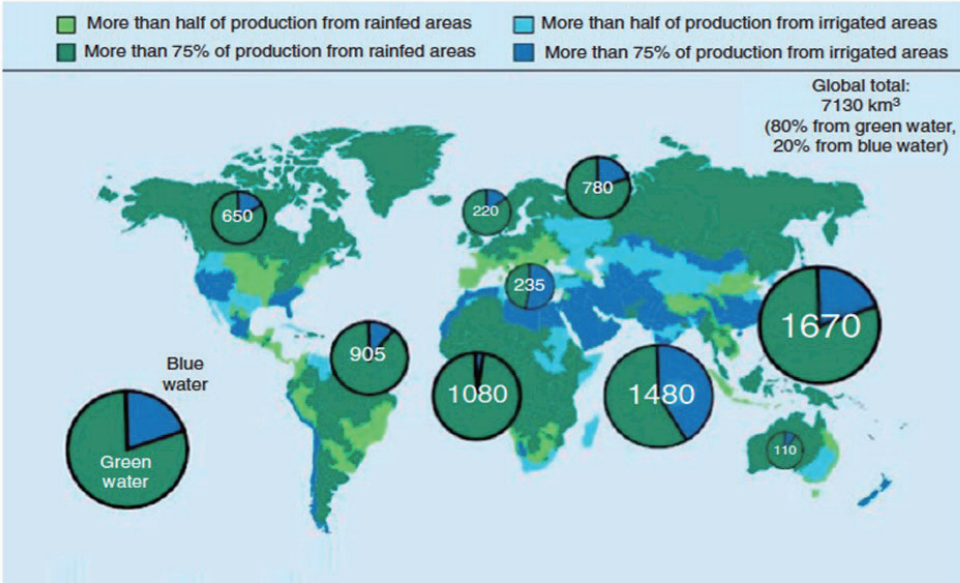 More than half of production from rainfed areas
More than half of production from irrigated areas
More than 75% of production from rainfed areas
More than 75% of production from irrigated areas
Global total:
7130 km³
(80% from green water,
20% from blue water)
780
650
220
235
1670
905
1080
1480
Blue
water
Green
water
110